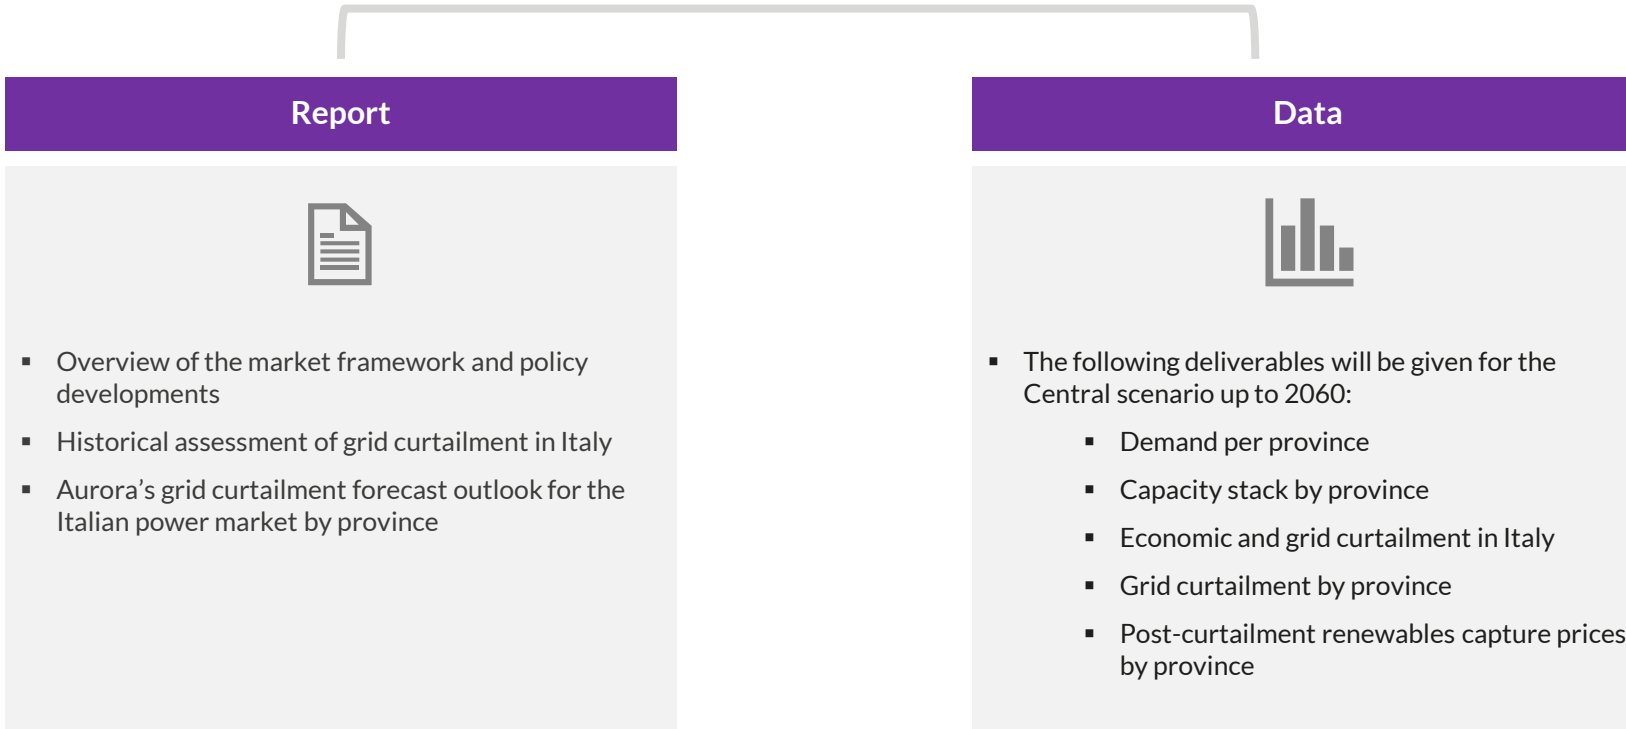 Report
▪ Overview of the market framework and policy
developments
▪ Historical assessment of grid curtailment in Italy
▪ Aurora’s grid curtailment forecast outlook for the
Italian power market by province
Data
▪ The following deliverables will be given for the
Central scenario up to 2060:
▪ Demand per province
▪ Capacity stack by province
▪ Economic and grid curtailment in Italy
▪ Grid curtailment by province
▪ Post-curtailment renewables capture prices
by province